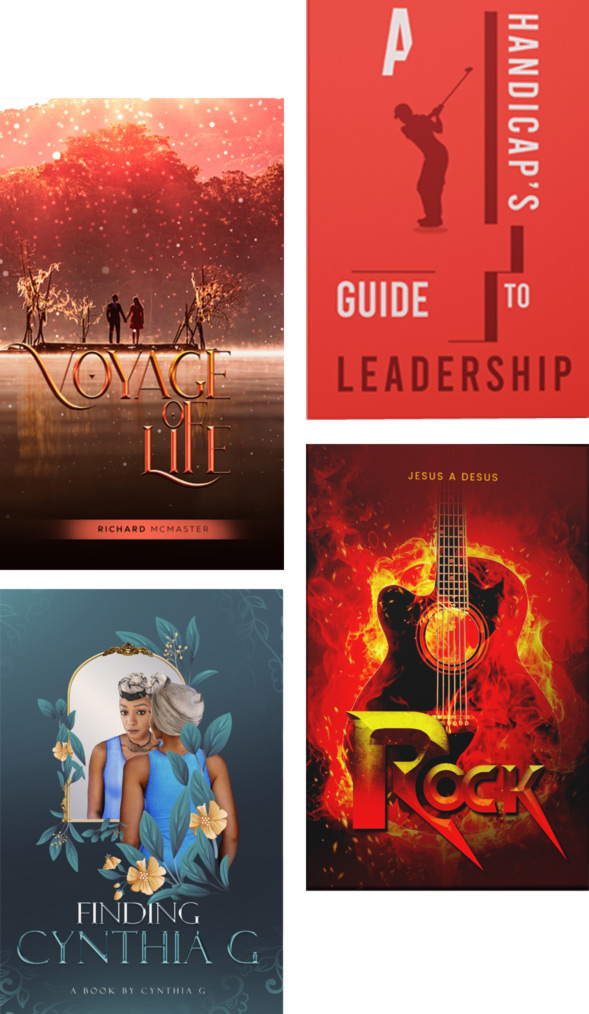 A
HANDICAP'S
GUIDE TO
LEADERSHIP
VOYAGE
OF
LIFE
RICHARD MCMASTER
JESUS A DESUS
ROCK
FINDING
CYNTHIA G
A BOOK BY CYNTHIA G